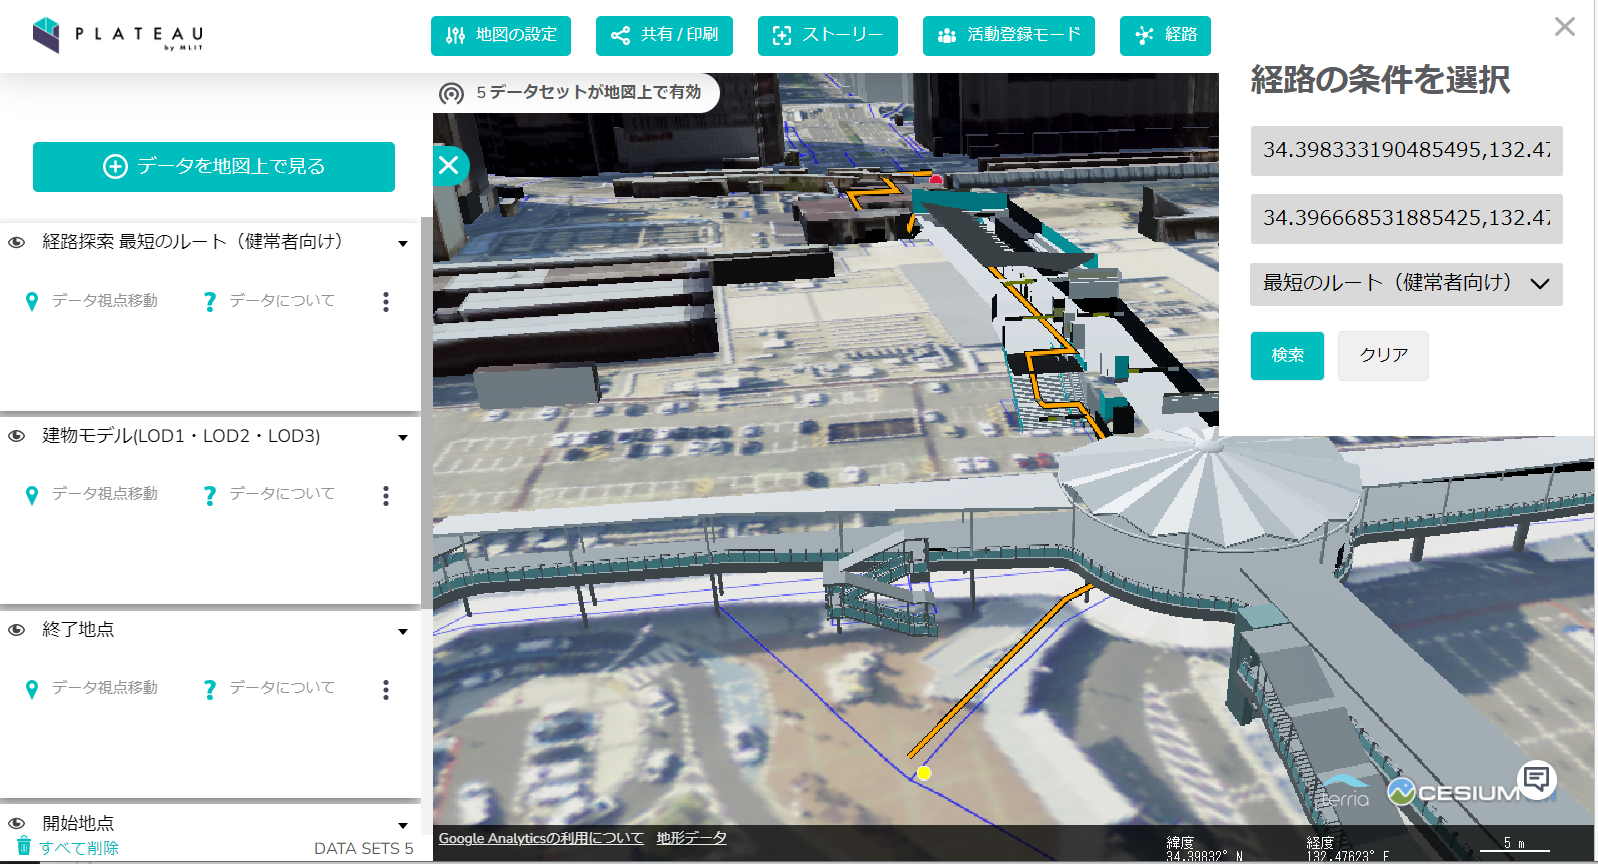 PLATEAU
by MLIT
地図の設定
共有 / 印刷
ストーリー
活動登録モード
経路
5 データセットが地図上で有効
データを地図上で見る
経路探索 最短のルート（健常者向け）
データ視点移動
データについて
建物モデル(LOD1・LOD2・LOD3)
データ視点移動
データについて
終了地点
データ視点移動
データについて
開始地点
すべて削除
DATA SETS 5
経路の条件を選択
34.398333190485495,132.47
34.396668531885425,132.47
最短のルート（健常者向け）
検索
クリア
terria
CESIUM
Google Analyticsの利用について
地形データ
緯度
34.39832° N
経度
132.47623° E
5 m